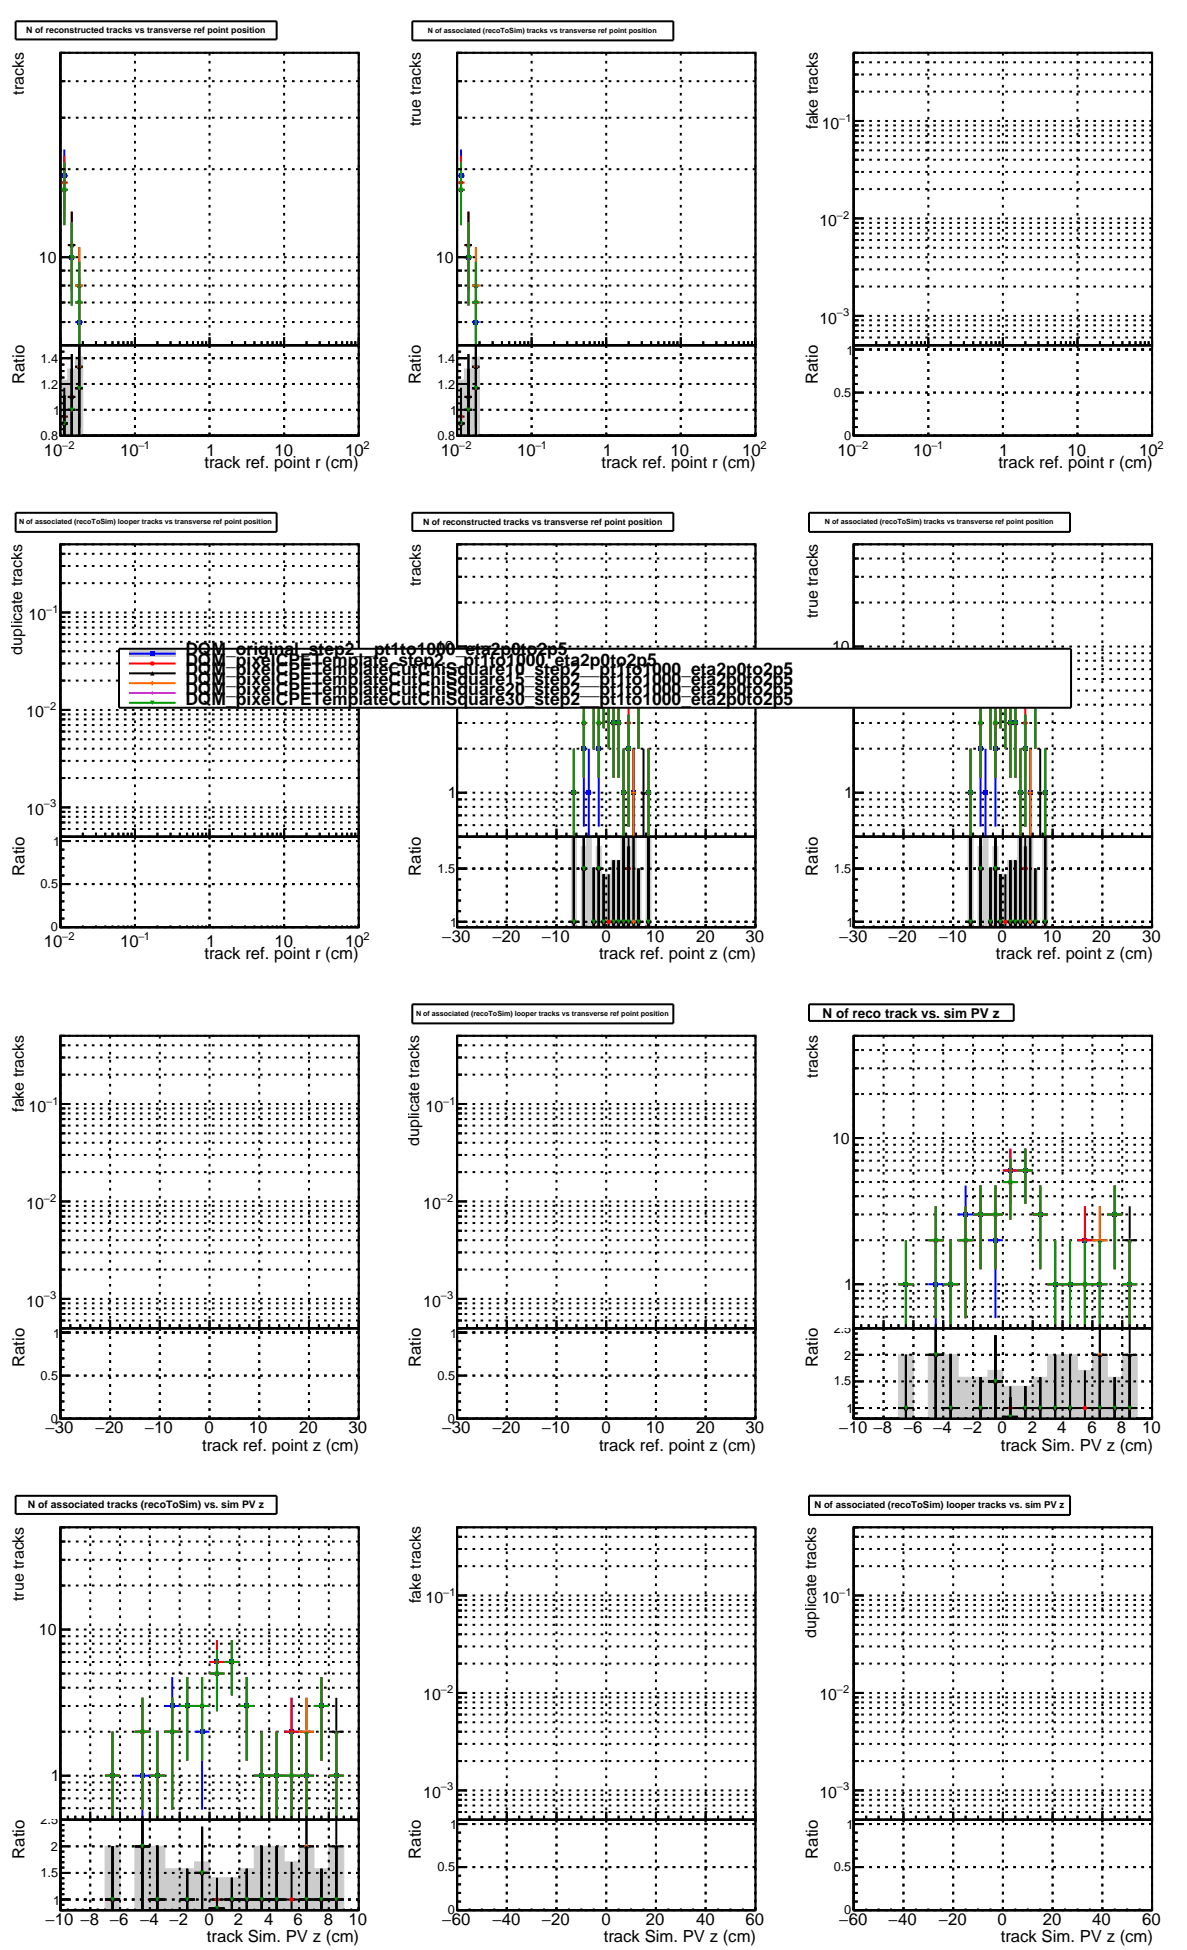 N of reconstructed tracks vs transverse ref point position
tracks
10
Ratio
1.4
1.2
1
0.8
10−2 10−1 1 10 102
track ref. point r (cm)
N of associated (recoToSim) tracks vs transverse ref point position
true tracks
10
Ratio
1.4
1.2
1
0.8
10−2 10−1 1 10 102
track ref. point r (cm)
fake tracks
10−1
10−2
10−3
Ratio
1
0.5
0
10−2 10−1 1 10 102
track ref. point r (cm)
N of associated (recoToSim) looper tracks vs transverse ref point position
duplicate tracks
10−1
10−2
10−3
Ratio
1
0.5
0
10−2 10−1 1 10 102
track ref. point r (cm)
N of reconstructed tracks vs transverse ref point position
tracks
10
1
Ratio
1.5
1
−30 −20 −10 0 10 20 30
track ref. point z (cm)
N of associated (recoToSim) tracks vs transverse ref point position
true tracks
10
1
Ratio
1.5
1
−30 −20 −10 0 10 20 30
track ref. point z (cm)
DQM_original_step2__pt1to1000_eta2p0to2p5
DQM_pixelCPETemplate_step2__pt1to1000_eta2p0to2p5
DQM_pixelCPETemplateCutChiSquare10_step2__pt1to1000_eta2p0to2p5
DQM_pixelCPETemplateCutChiSquare15_step2__pt1to1000_eta2p0to2p5
DQM_pixelCPETemplateCutChiSquare20_step2__pt1to1000_eta2p0to2p5
DQM_pixelCPETemplateCutChiSquare30_step2__pt1to1000_eta2p0to2p5
fake tracks
10−1
10−2
10−3
Ratio
1
0.5
0
−30 −20 −10 0 10 20 30
track ref. point z (cm)
N of associated (recoToSim) looper tracks vs transverse ref point position
duplicate tracks
10−1
10−2
10−3
Ratio
1
0.5
0
−30 −20 −10 0 10 20 30
track ref. point z (cm)
N of reco track vs. sim PV z
tracks
10
1
Ratio
2.5
2
1.5
1
−10 −8 −6 −4 −2 0 2 4 6 8 10
track Sim. PV z (cm)
N of associated tracks (recoToSim) vs. sim PV z
true tracks
10
1
Ratio
2.5
2
1.5
1
−10 −8 −6 −4 −2 0 2 4 6 8 10
track Sim. PV z (cm)
fake tracks
10−1
10−2
10−3
Ratio
1
0.5
0
−60 −40 −20 0 20 40 60
track Sim. PV z (cm)
N of associated (recoToSim) looper tracks vs. sim PV z
duplicate tracks
10−1
10−2
10−3
Ratio
1
0.5
0
−60 −40 −20 0 20 40 60
track Sim. PV z (cm)